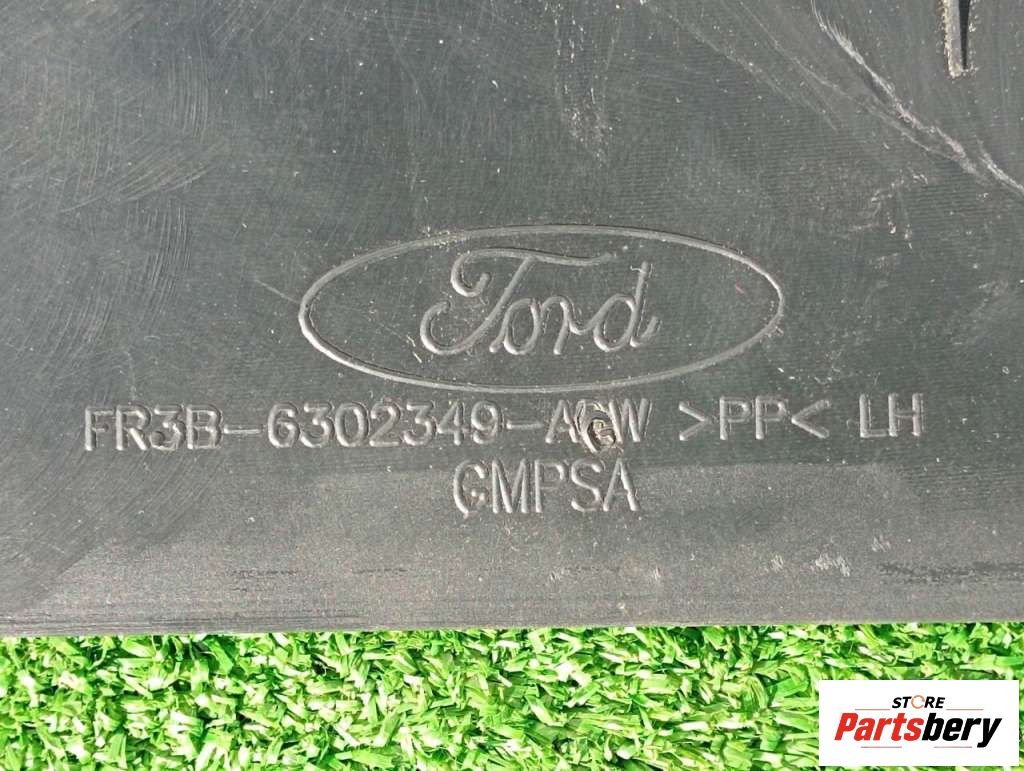 Ford
FR3B-6302349-ACW >PP< LH
CMPSA
STORE
Partsbery